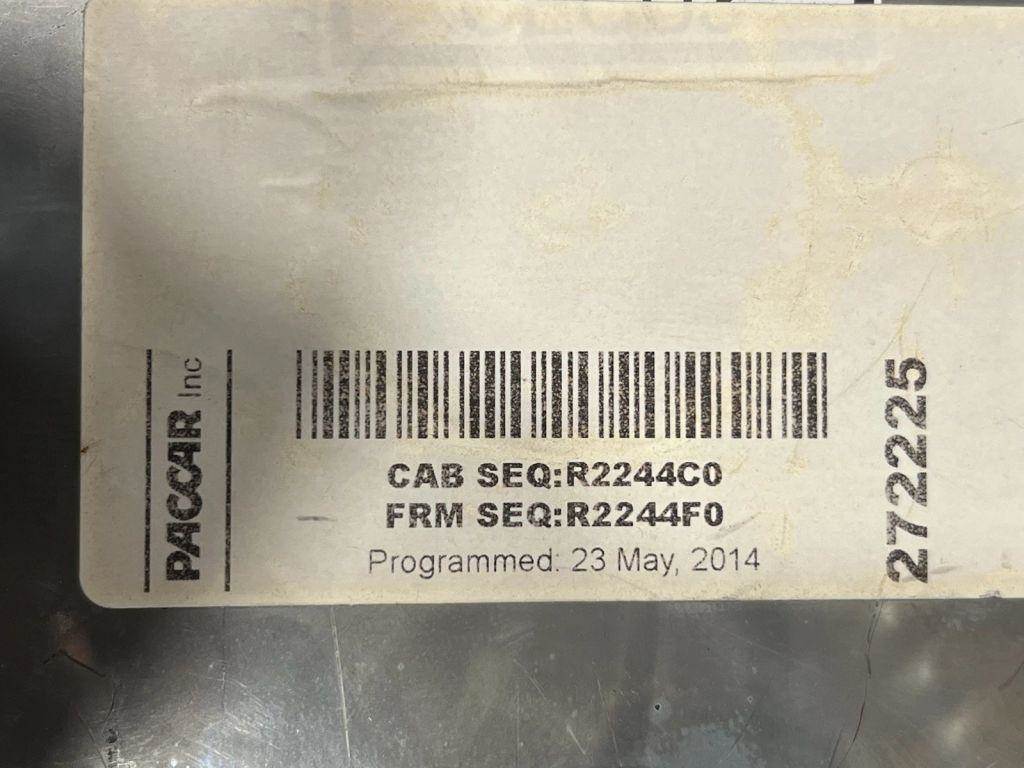 PACCAR Inc
CAB SEQ:R2244C0
FRM SEQ:R2244F0
Programmed: 23 May, 2014
272225